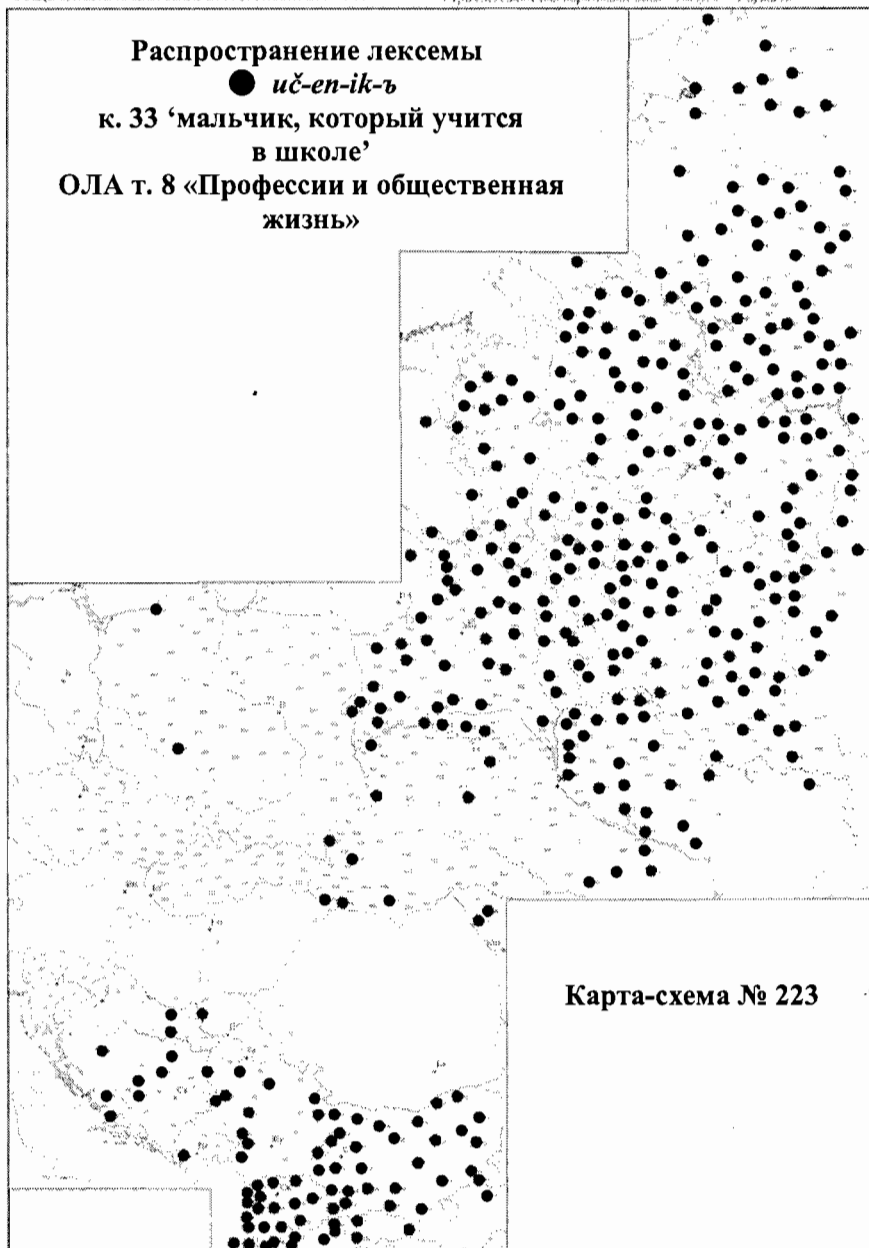 Распространение лексемы
● uč-en-ik-ъ
к. 33 ‘мальчик, который учится
в школе’
ОЛА т. 8 «Профессии и общественная
жизнь»
Карта-схема № 223